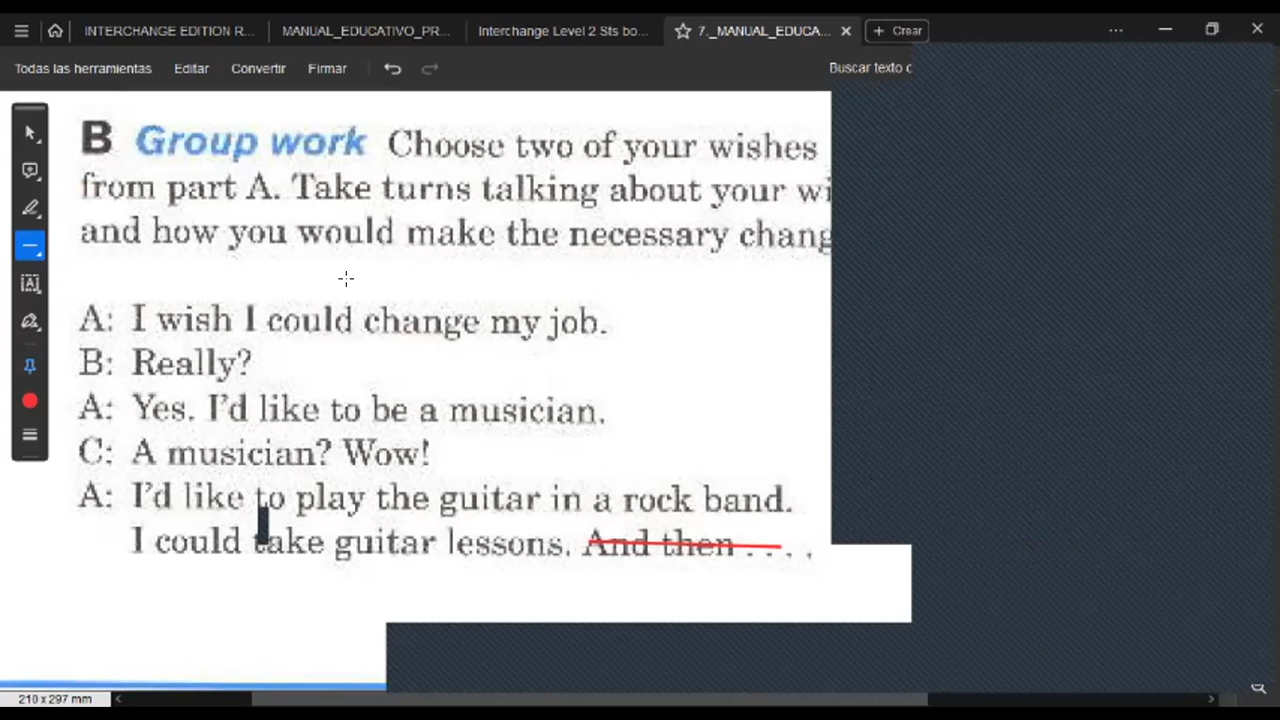 INTERCHANGE EDITION R...
MANUAL_EDUCATIVO_PR...
Interchange Level 2 Sts bo...
7._MANUAL_EDUCA...
+ Crear
Todas las herramientas
Editar
Convertir
Firmar
Buscar texto
B Group work Choose two of your wishes
from part A. Take turns talking about your
and how you would make the necessary
A: I wish I could change my job.
B: Really?
A: Yes. I'd like to be a musician.
C: A musician? Wow!
A: I'd like to play the guitar in a rock band.
I could take guitar lessons. And then . . . .
210 x 297 mm